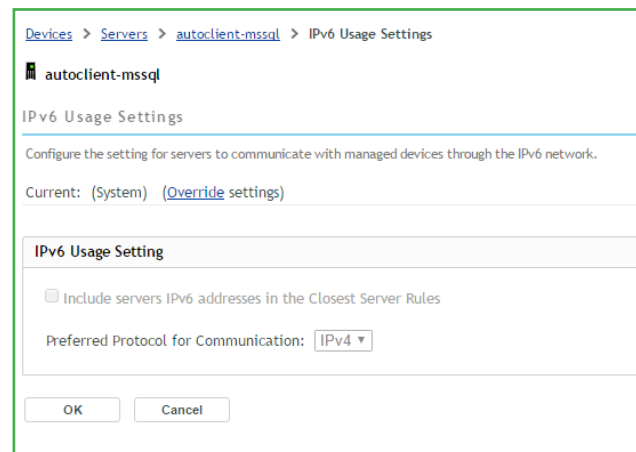 Devices > Servers > autoclient-mssql > IPv6 Usage Settings
autoclient-mssql
IPv6 Usage Settings
Configure the setting for servers to communicate with managed devices through the IPv6 network.
Current: (System) (Override settings)
IPv6 Usage Setting
Include servers IPv6 addresses in the Closest Server Rules
Preferred Protocol for Communication: IPv4
OK Cancel